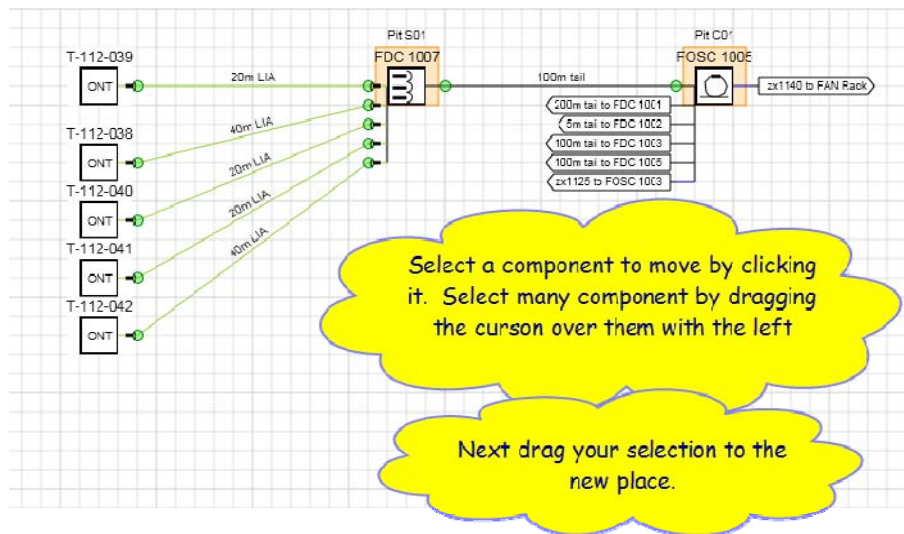 Pit S01
Pit C01
T-112-039
FDC 1007
FOSC 1005
ONT
20m LIA
100m tail
zx1140 to FAN Rack
200m tail to FDC 1001
40m LIA
5m tail to FDC 1002
T-112-038
100m tail to FDC 1003
ONT
20m LIA
100m tail to FDC 1005
zx1125 to FOSC 1003
T-112-040
ONT
20m LIA
T-112-041
ONT
40m LIA
T-112-042
ONT
Select a component to move by clicking
it. Select many component by dragging
the curson over them with the left
Next drag your selection to the
new place.